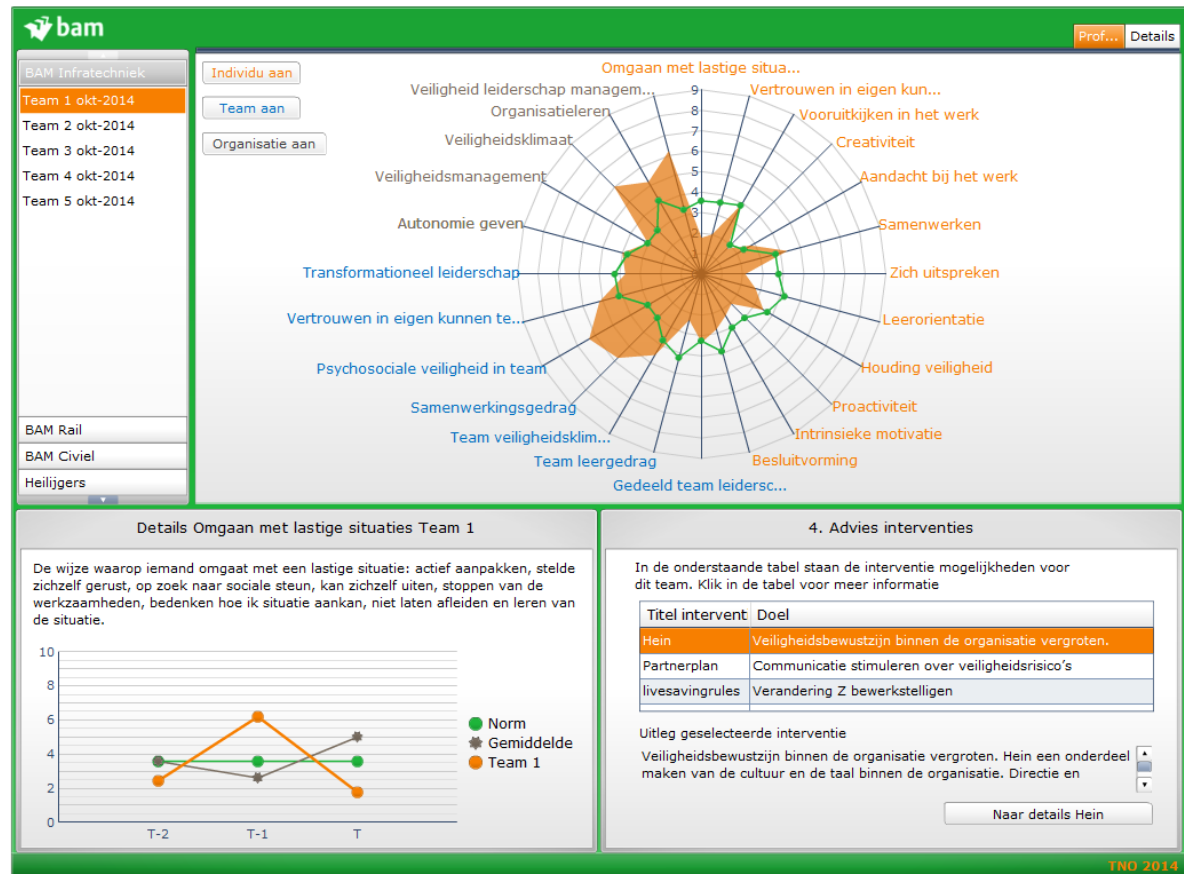 bam
Prof... Details
BAM Infratechniek
Team 1 okt-2014
Team 2 okt-2014
Team 3 okt-2014
Team 4 okt-2014
Team 5 okt-2014
BAM Rail
BAM Civiel
Heilijgers
Individu aan
Team aan
Organisatie aan
Omgaan met lastige situa...
Vertrouwen in eigen kun...
Vooruitkijken in het werk
Creativiteit
Aandacht bij het werk
Samenwerken
Zich uitspreken
Leerorientatie
Houding veiligheid
Proactiviteit
Intrinsieke motivatie
Besluitvorming
Gedeeld team leidersc...
Team leergedrag
Team veiligheidsklim...
Samenwerkingsgedrag
Psychosociale veiligheid in team
Vertrouwen in eigen kunnen te...
Transformationeel leiderschap
Autonomie geven
Veiligheidsmanagement
Veiligheidsklimaat
Organisatieleren
Veiligheid leiderschap managem...
9
8
7
6
5
4
3
2
1
Details Omgaan met lastige situaties Team 1
De wijze waarop iemand omgaat met een lastige situatie: actief aanpakken, stelde
zichzelf gerust, op zoek naar sociale steun, kan zichzelf uiten, stoppen van de
werkzaamheden, bedenken hoe ik situatie aankan, niet laten afleiden en leren van
de situatie.
10
8
6
4
2
0
T-2 T-1 T
Norm
Gemiddelde
Team 1
4. Advies interventies
In de onderstaande tabel staan de interventie mogelijkheden voor
dit team. Klik in de tabel voor meer informatie
Titel intervent Doel
Hein Veiligheidsbewustzijn binnen de organisatie vergroten.
Partnerplan Communicatie stimuleren over veiligheidsrisico's
livesavingrules Verandering Z bewerkstelligen
Uitleg geselecteerde interventie
Veiligheidsbewustzijn binnen de organisatie vergroten. Hein een onderdeel
maken van de cultuur en de taal binnen de organisatie. Directie en
Naar details Hein
TNO 2014